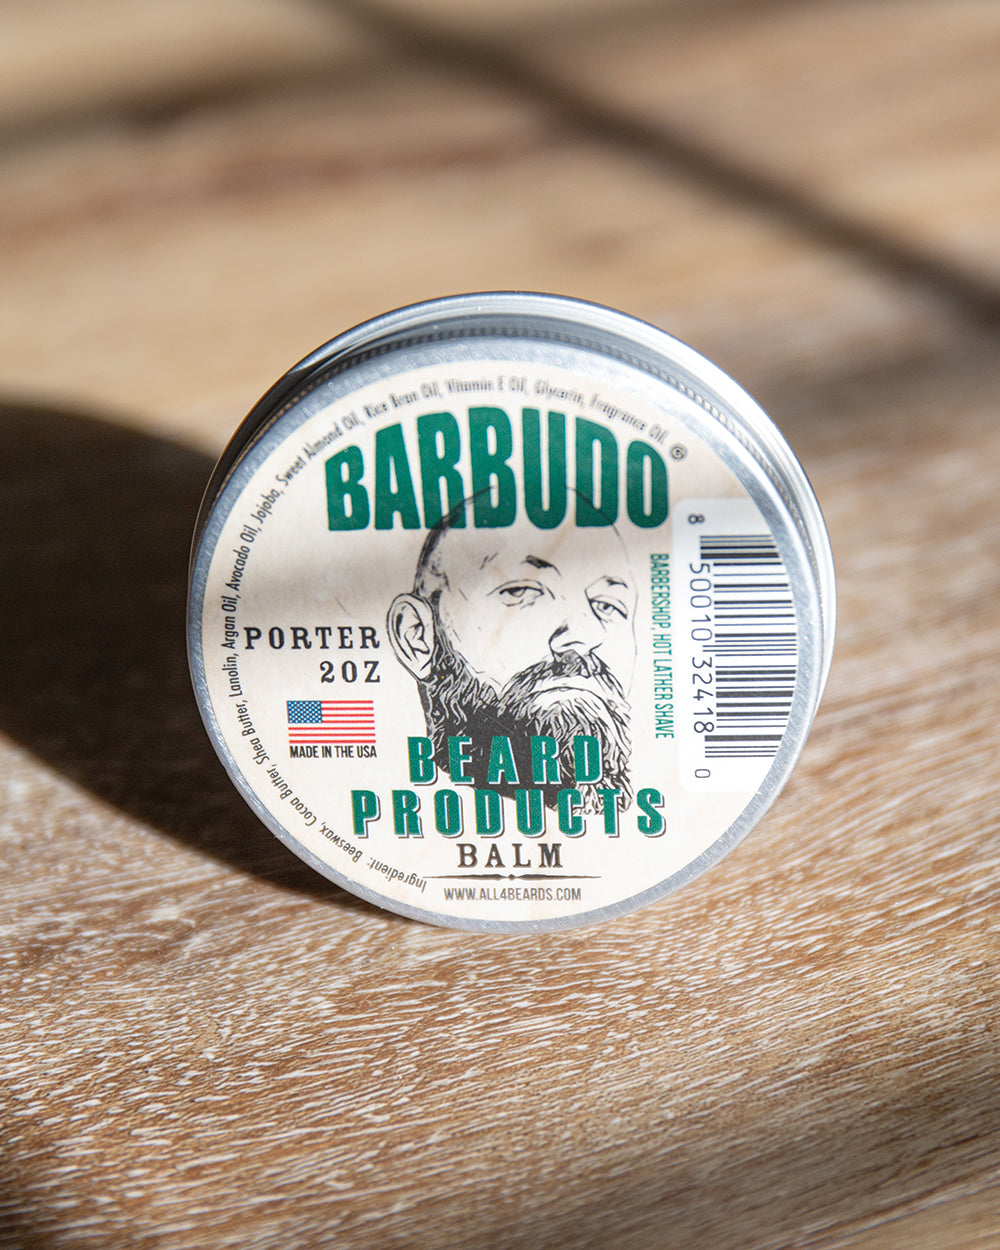 Ingredient: Beeswax, Cocoa Butter, Shea Butter, Lanolin, Argan Oil, Avocado Oil, Jojoba, Sweet Almond Oil, Rice Bran Oil, Vitamin E Oil, Glycerin, Fragrance Oil.
BARBUDO
PORTER
2OZ
MADE IN THE USA
BARBERSHOP, HOT LATHER SHAVE
8 50010 32418 0
BEARD
PRODUCTS
BALM
WWW.ALL4BEARDS.COM